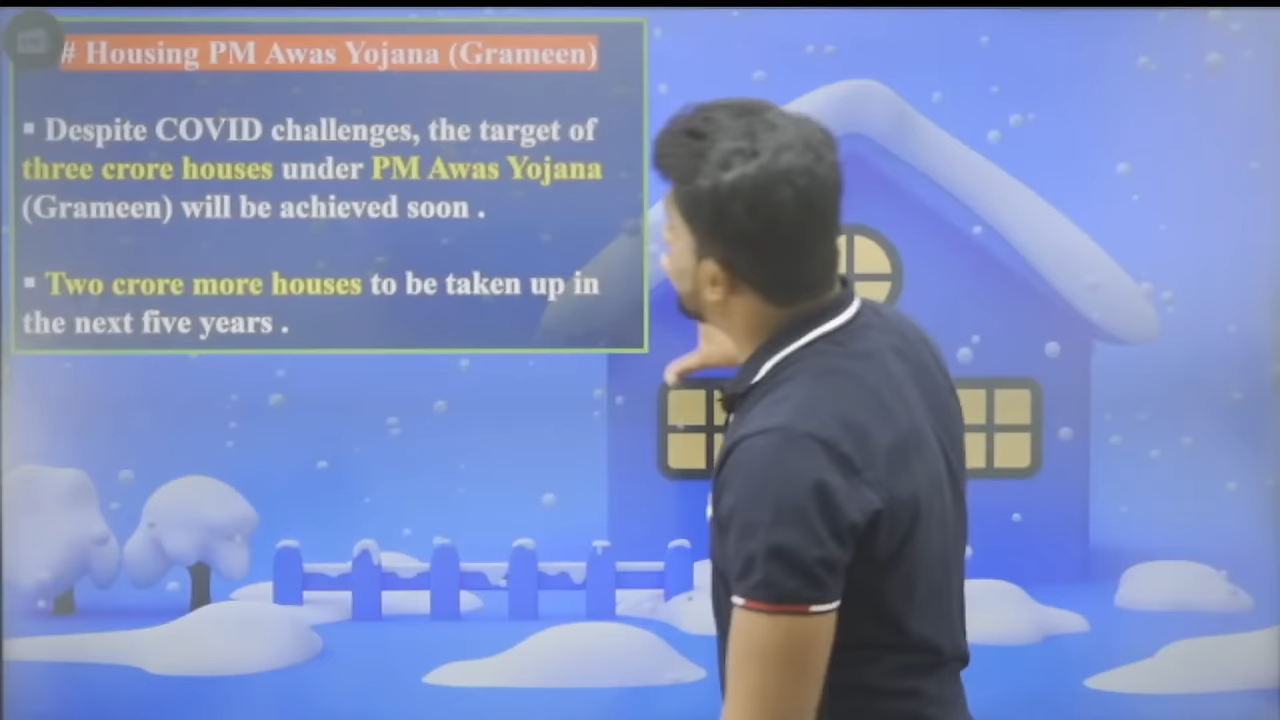 # Housing PM Awas Yojana (Grameen)
▪ Despite COVID challenges, the target of
three crore houses under PM Awas Yojana
(Grameen) will be achieved soon .
▪ Two crore more houses to be taken up in
the next five years .